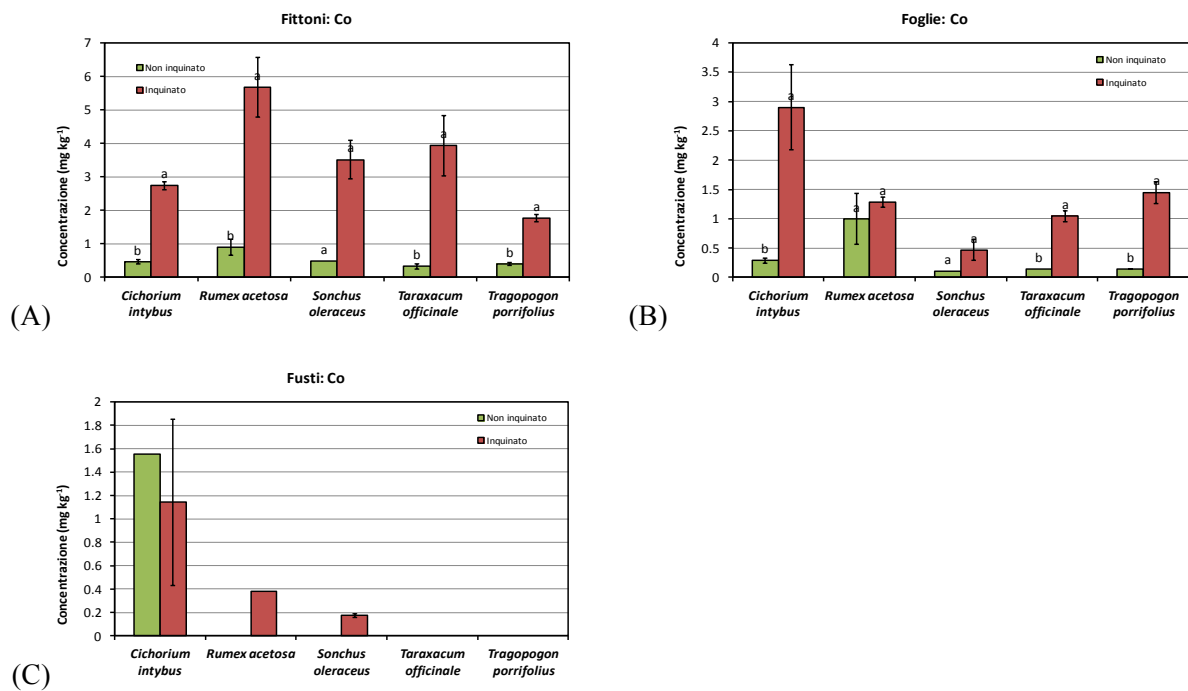 Fittoni: Co
Concentrazione (mg kg⁻¹)
7
6
5
4
3
2
1
0
Non inquinato
Inquinato
b
a
b
a
a
a
b
a
b
a
Cichorium intybus
Rumex acetosa
Sonchus oleraceus
Taraxacum officinale
Tragopogon porrifolius
(A)
Foglie: Co
Concentrazione (mg kg⁻¹)
4
3.5
3
2.5
2
1.5
1
0.5
0
Non inquinato
Inquinato
b
a
a
a
a
a
b
a
b
a
Cichorium intybus
Rumex acetosa
Sonchus oleraceus
Taraxacum officinale
Tragopogon porrifolius
(B)
Fusti: Co
Concentrazione (mg kg⁻¹)
2
1.8
1.6
1.4
1.2
1
0.8
0.6
0.4
0.2
0
Non inquinato
Inquinato
Cichorium intybus
Rumex acetosa
Sonchus oleraceus
Taraxacum officinale
Tragopogon porrifolius
(C)